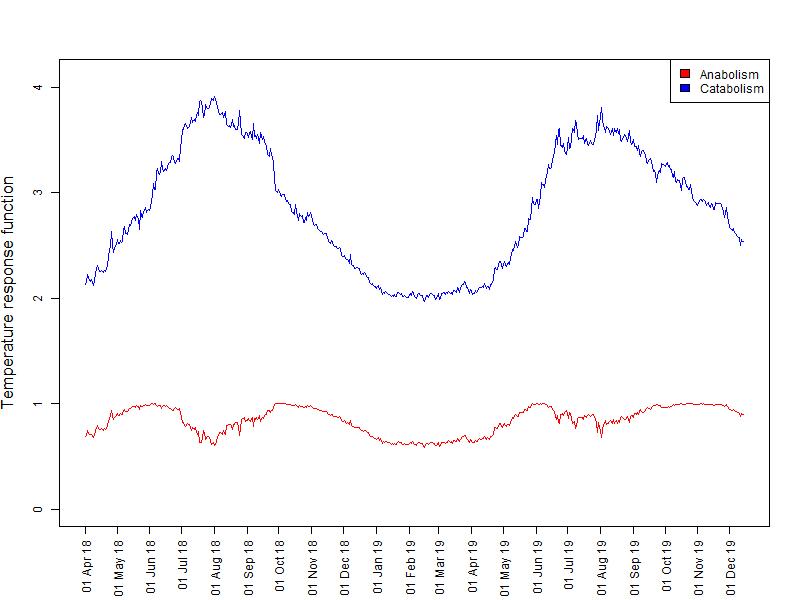 Anabolism
Catabolism
Temperature response function
4
3
2
1
0
01 Apr 18
01 May 18
01 Jun 18
01 Jul 18
01 Aug 18
01 Sep 18
01 Oct 18
01 Nov 18
01 Dec 18
01 Jan 19
01 Feb 19
01 Mar 19
01 Apr 19
01 May 19
01 Jun 19
01 Jul 19
01 Aug 19
01 Sep 19
01 Oct 19
01 Nov 19
01 Dec 19